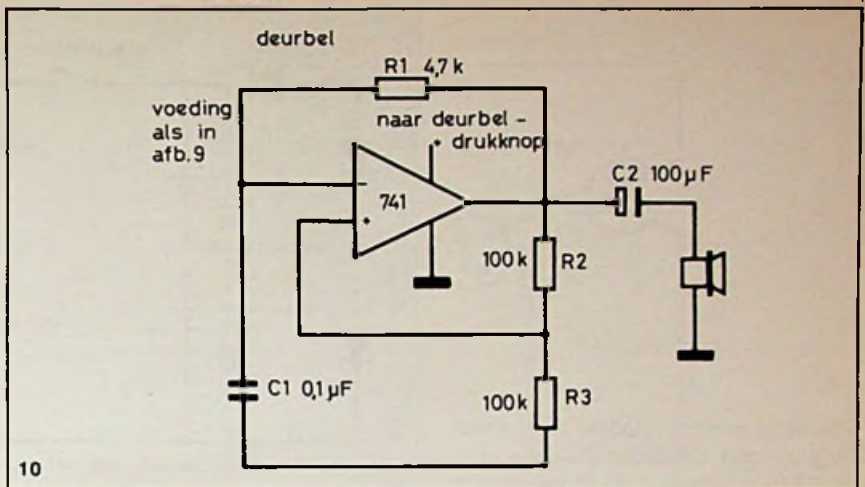 deurbel
R1 4,7 k
voeding
als in
afb.9
naar deurbel -
+ drukknop
C2 100µF
-
741
+
100k R2
C1 0,1µF
100k R3
10